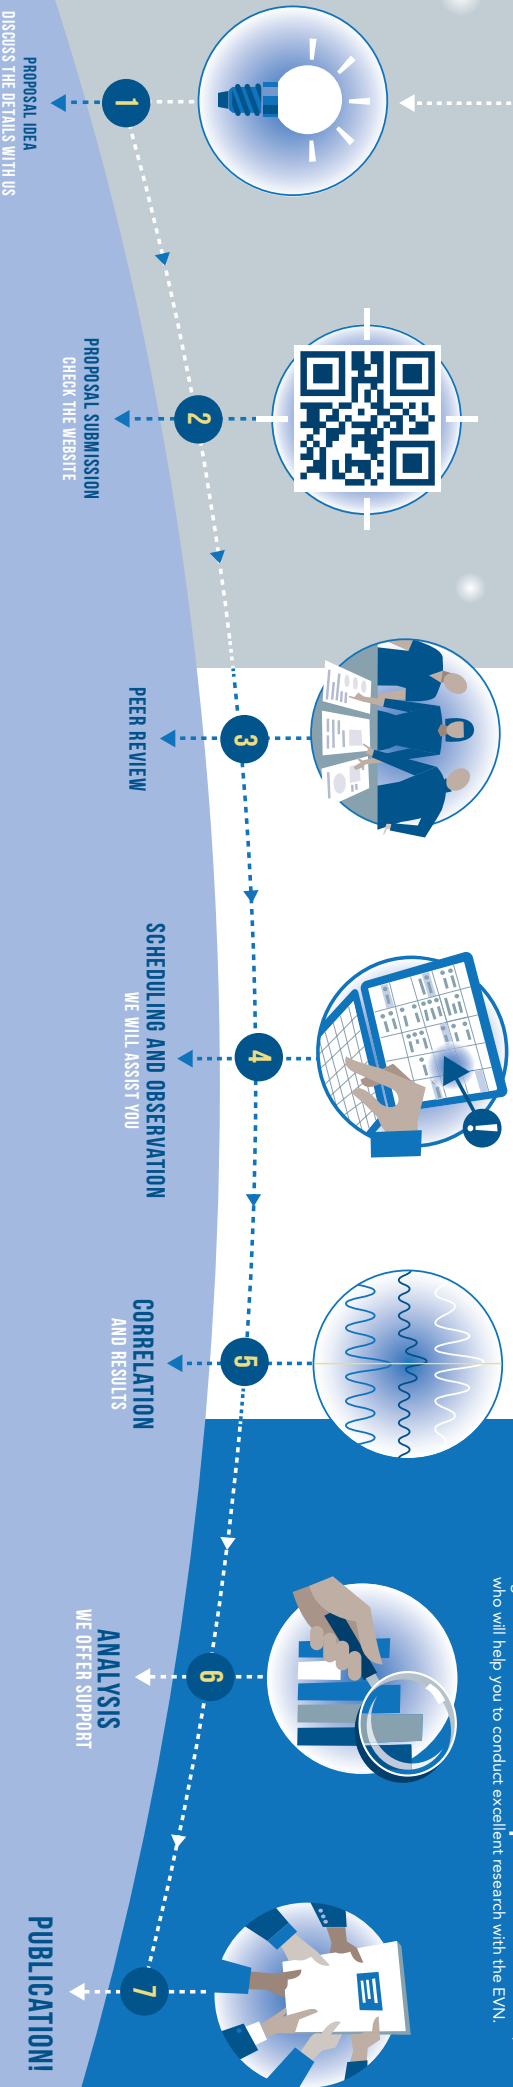 who will help you to conduct excellent research with the EVN.
1
PROPOSAL IDEA
DISCUSS THE DETAILS WITH US
2
PROPOSAL SUBMISSION
CHECK THE WEBSITE
3
PEER REVIEW
4
SCHEDULING AND OBSERVATION
WE WILL ASSIST YOU
5
CORRELATION
AND RESULTS
6
ANALYSIS
WE OFFER SUPPORT
7
PUBLICATION!